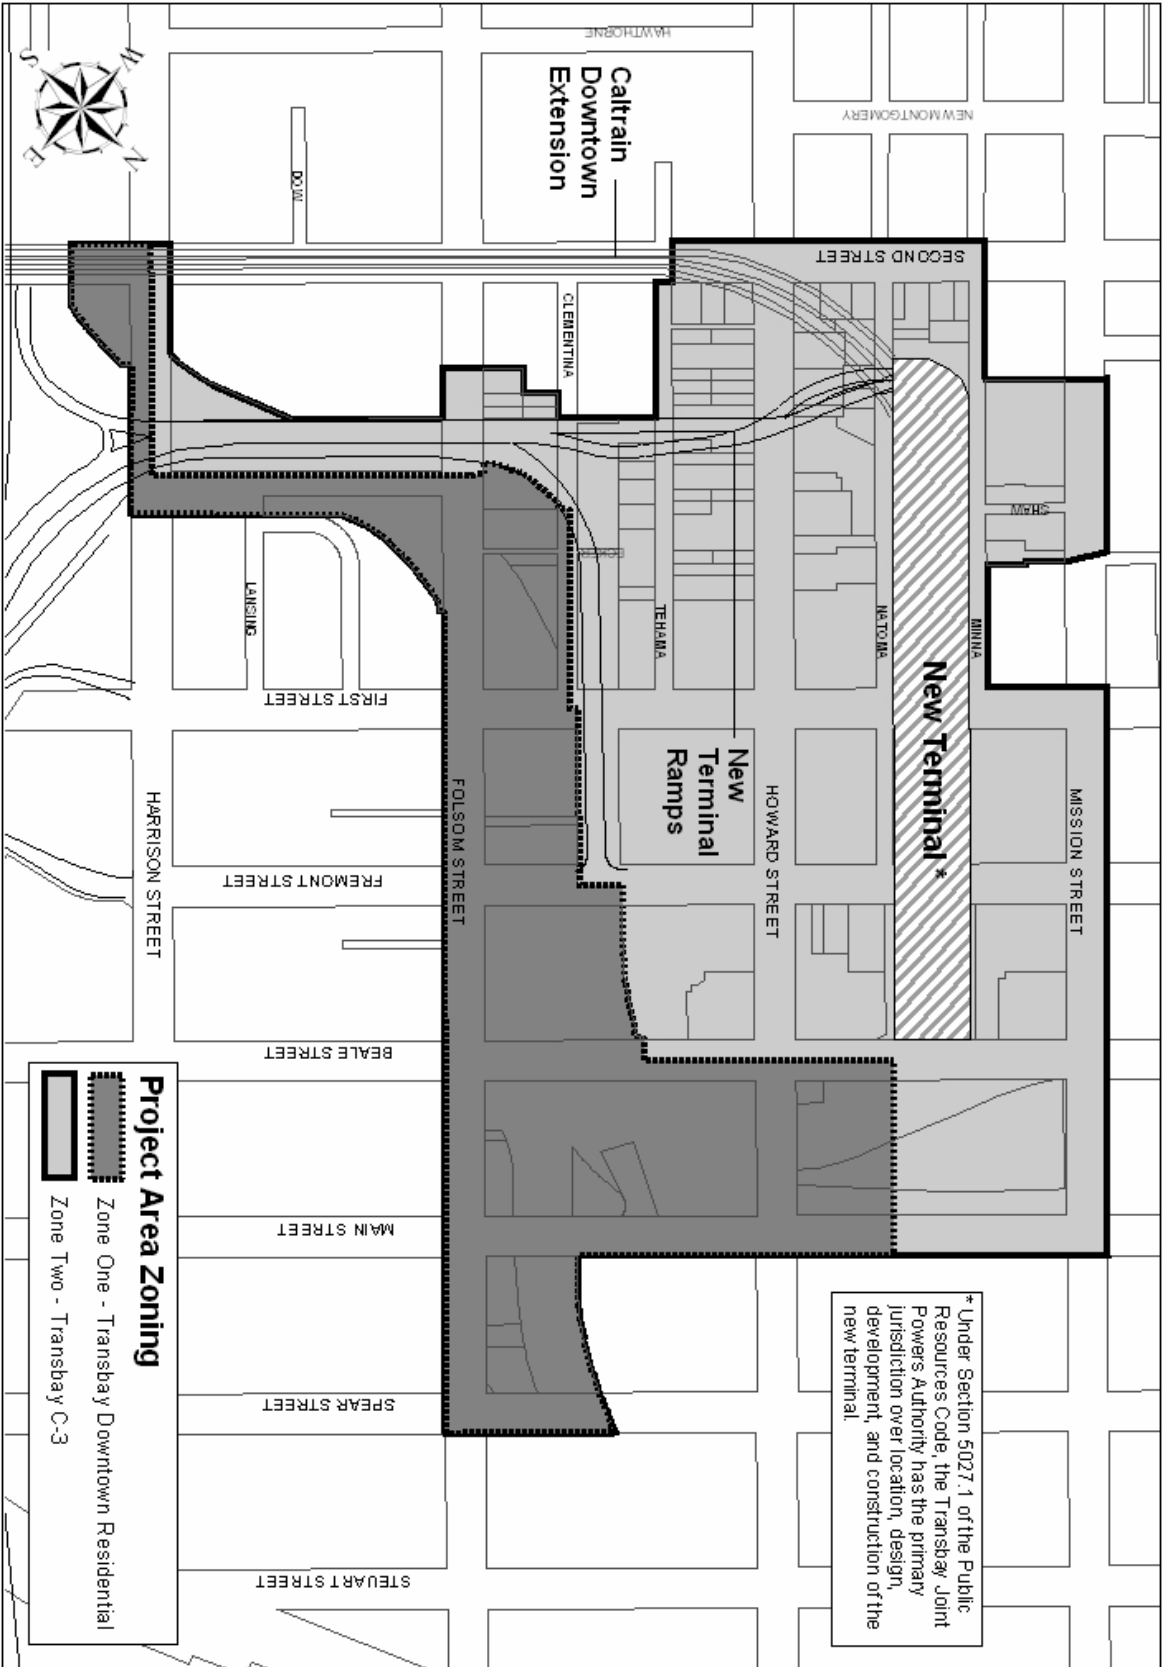 HAWTHORNE
NEW MONTGOMERY
Caltrain
Downtown
Extension
W
S
N
E
DOW
SECOND STREET
CLEMENTINA
SHAW
ECKER
LANSING
TEHAMA
NATOMA
MINNA
New Terminal *
New
Terminal
Ramps
FIRST STREET
MISSION STREET
HOWARD STREET
FOLSOM STREET
HARRISON STREET
FREMONT STREET
BEALE STREET
MAIN STREET
SPEAR STREET
STEUART STREET
Project Area Zoning
Zone One - Transbay Downtown Residential
Zone Two - Transbay C-3
* Under Section 5027.1 of the Public
Resources Code, the Transbay Joint
Powers Authority has the primary
jurisdiction over location, design,
development, and construction of the
new terminal.